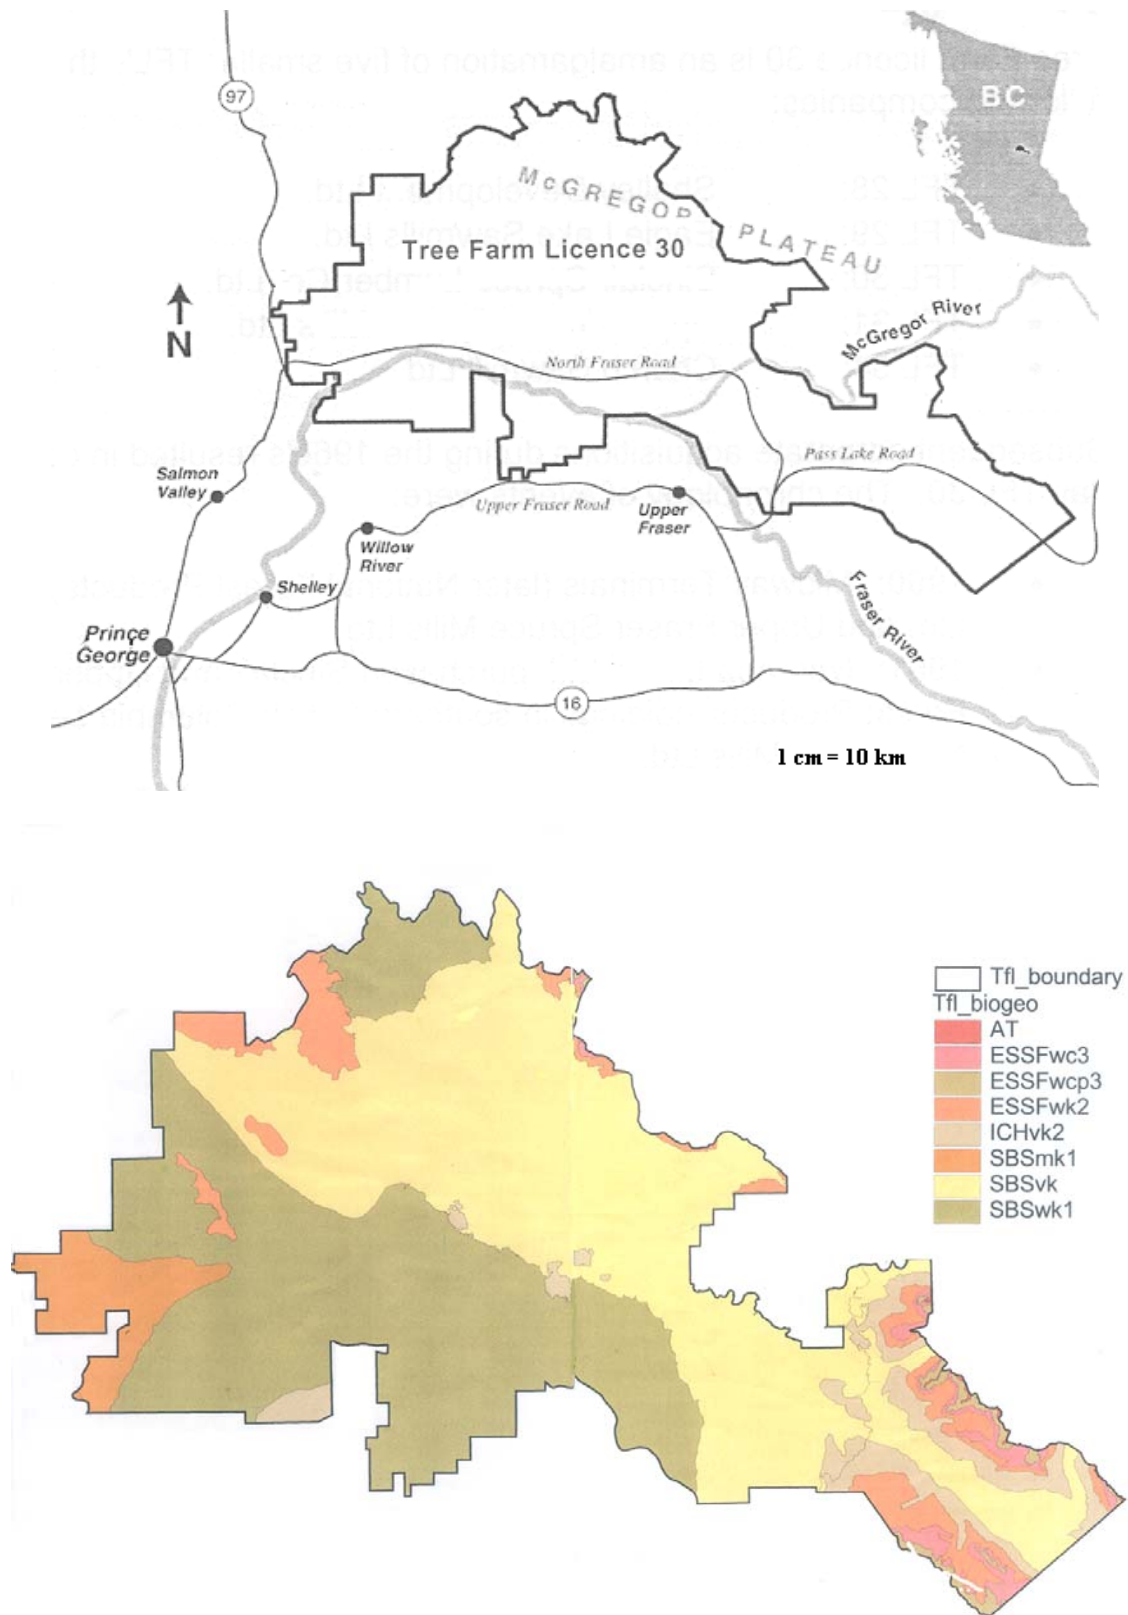 97
BC
McGREGOR PLATEAU
Tree Farm Licence 30
N
McGregor River
North Fraser Road
Pass Lake Road
Salmon
Valley
Upper Fraser Road
Upper
Fraser
Willow
River
Shelley
Fraser River
Prince
George
16
1 cm = 10 km
Tfl_boundary
Tfl_biogeo
AT
ESSFwc3
ESSFwcp3
ESSFwk2
ICHvk2
SBSmk1
SBSvk
SBSwk1